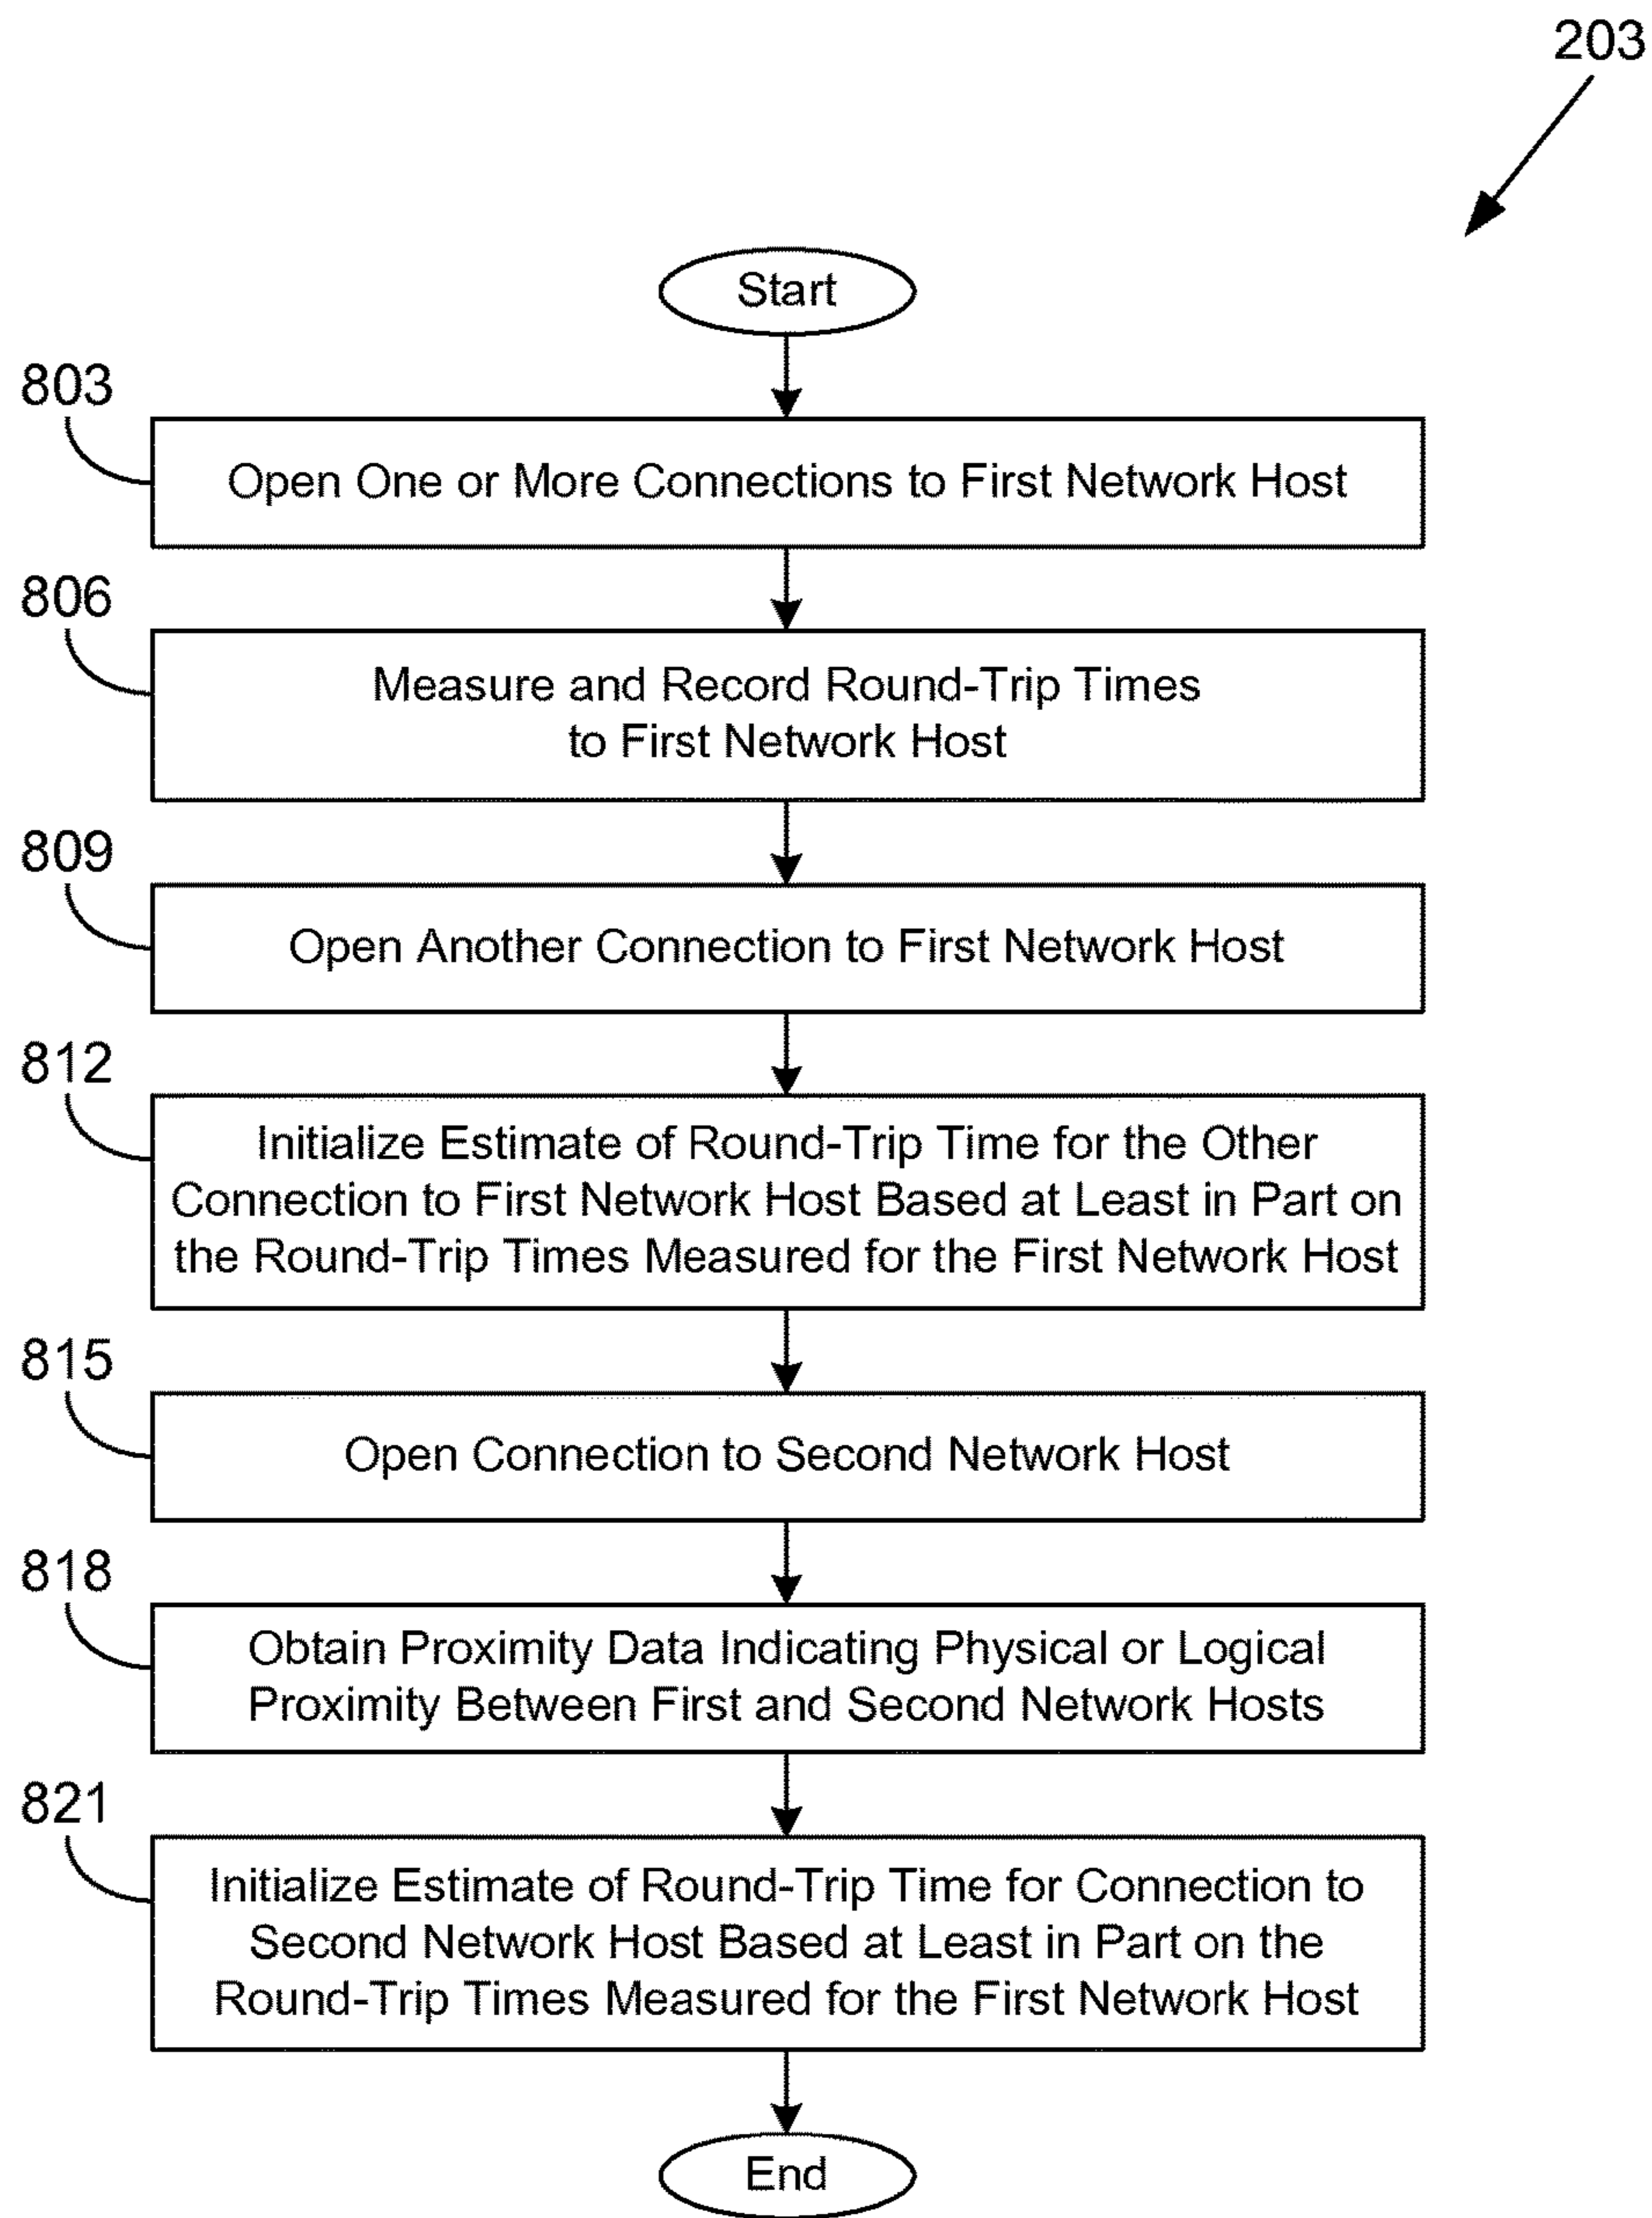 203
Start
803
Open One or More Connections to First Network Host
806
Measure and Record Round-Trip Times
to First Network Host
809
Open Another Connection to First Network Host
812
Initialize Estimate of Round-Trip Time for the Other
Connection to First Network Host Based at Least in Part on
the Round-Trip Times Measured for the First Network Host
815
Open Connection to Second Network Host
818
Obtain Proximity Data Indicating Physical or Logical
Proximity Between First and Second Network Hosts
821
Initialize Estimate of Round-Trip Time for Connection to
Second Network Host Based at Least in Part on the
Round-Trip Times Measured for the First Network Host
End